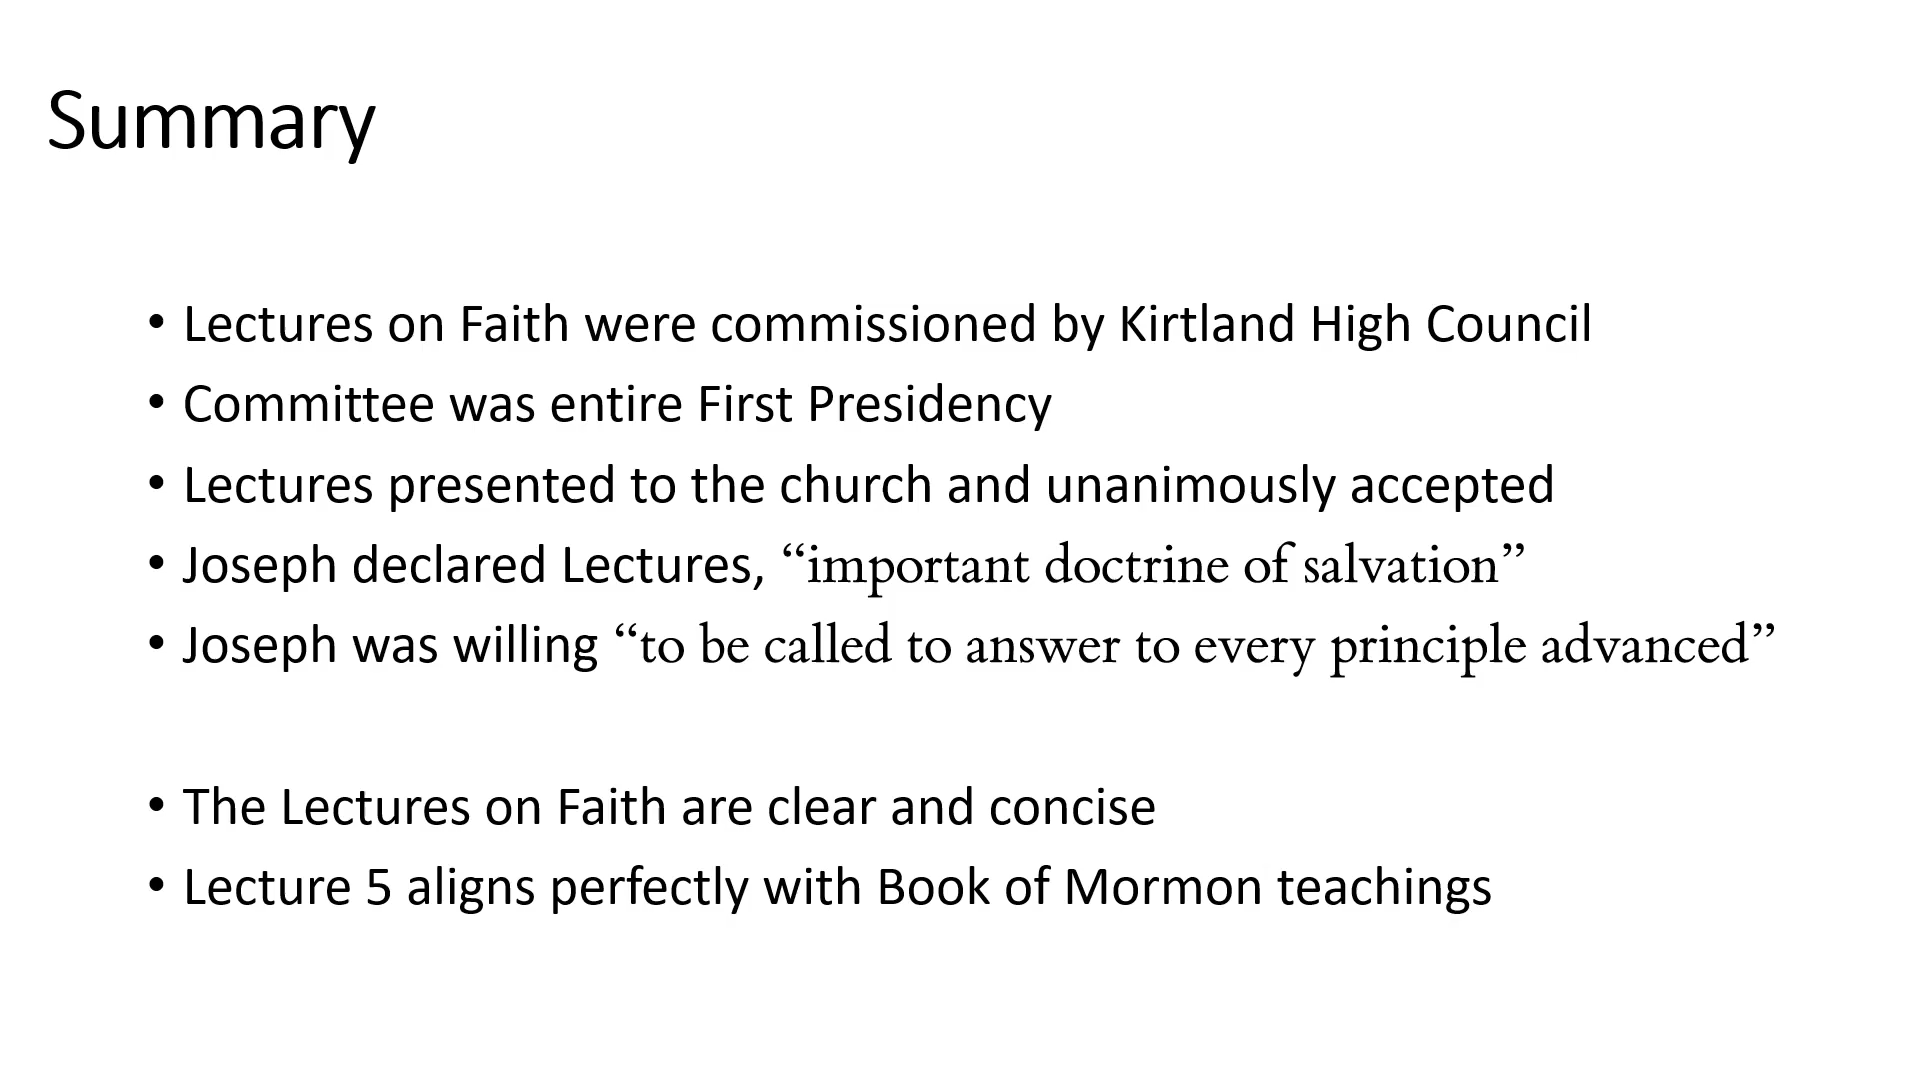 Summary
• Lectures on Faith were commissioned by Kirtland High Council
• Committee was entire First Presidency
• Lectures presented to the church and unanimously accepted
• Joseph declared Lectures, “important doctrine of salvation”
• Joseph was willing “to be called to answer to every principle advanced”
• The Lectures on Faith are clear and concise
• Lecture 5 aligns perfectly with Book of Mormon teachings